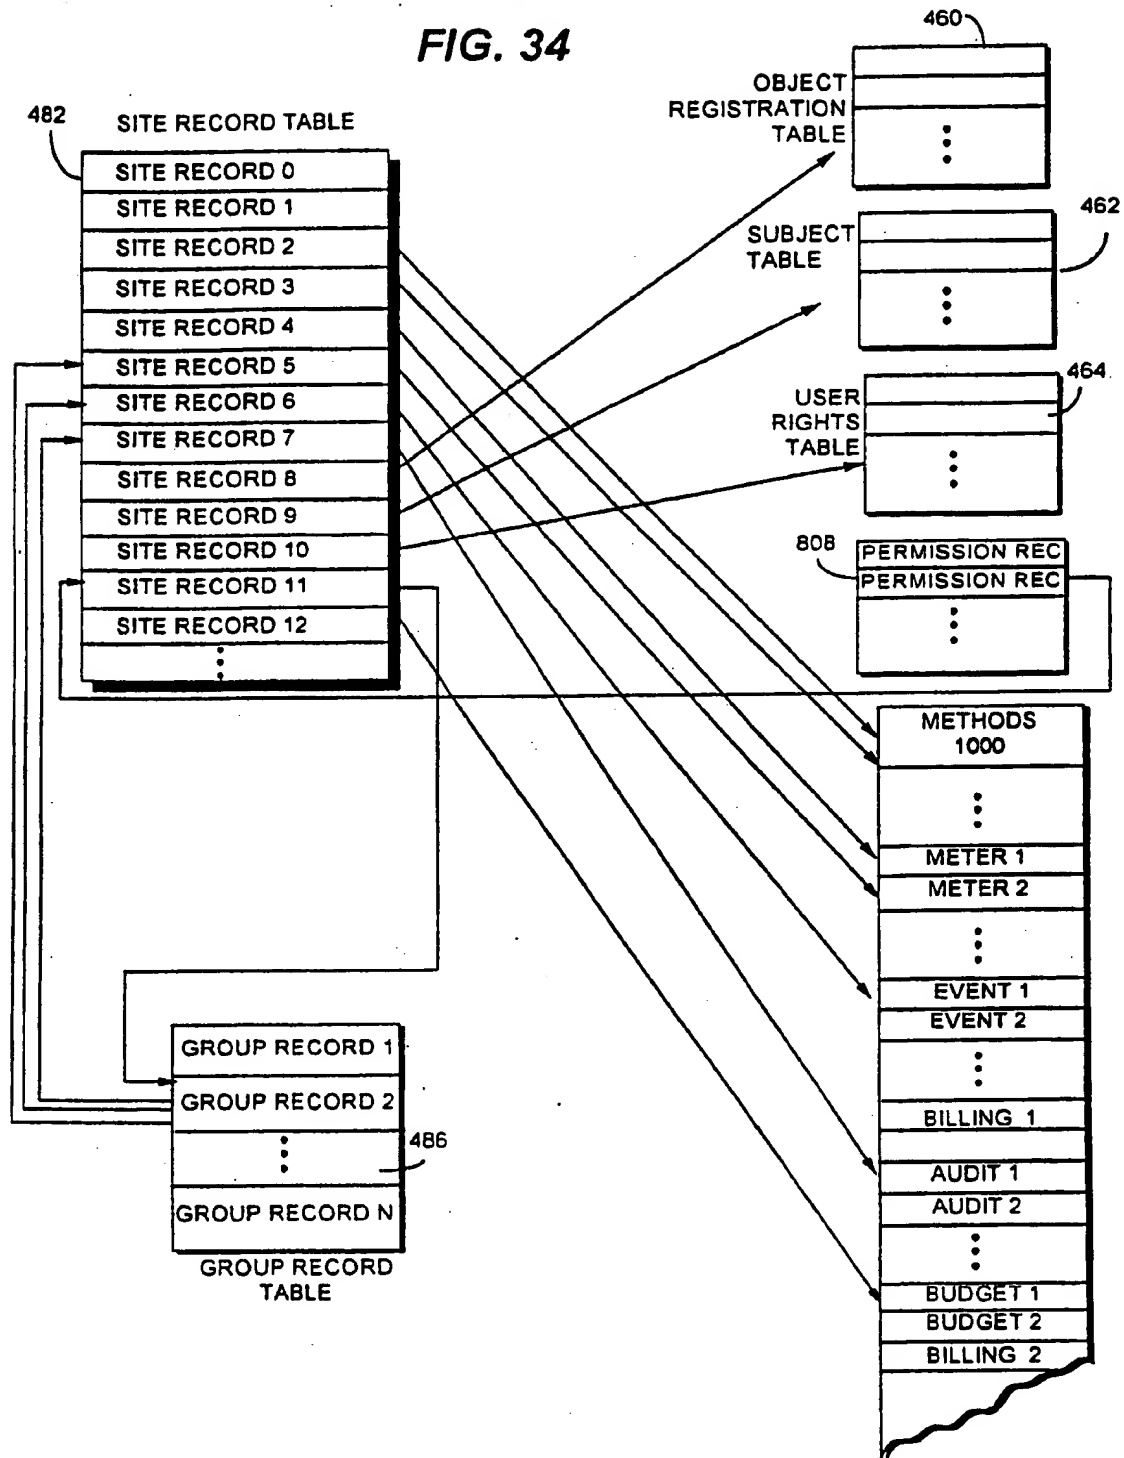 FIG. 34
460
OBJECT
REGISTRATION
TABLE
482
SITE RECORD TABLE
SITE RECORD 0
SITE RECORD 1
SITE RECORD 2
SITE RECORD 3
SITE RECORD 4
SITE RECORD 5
SITE RECORD 6
SITE RECORD 7
SITE RECORD 8
SITE RECORD 9
SITE RECORD 10
SITE RECORD 11
SITE RECORD 12
462
SUBJECT
TABLE
464
USER
RIGHTS
TABLE
808
PERMISSION REC
PERMISSION REC
METHODS
1000
METER 1
METER 2
EVENT 1
EVENT 2
BILLING 1
AUDIT 1
AUDIT 2
BUDGET 1
BUDGET 2
BILLING 2
GROUP RECORD 1
GROUP RECORD 2
486
GROUP RECORD N
GROUP RECORD
TABLE